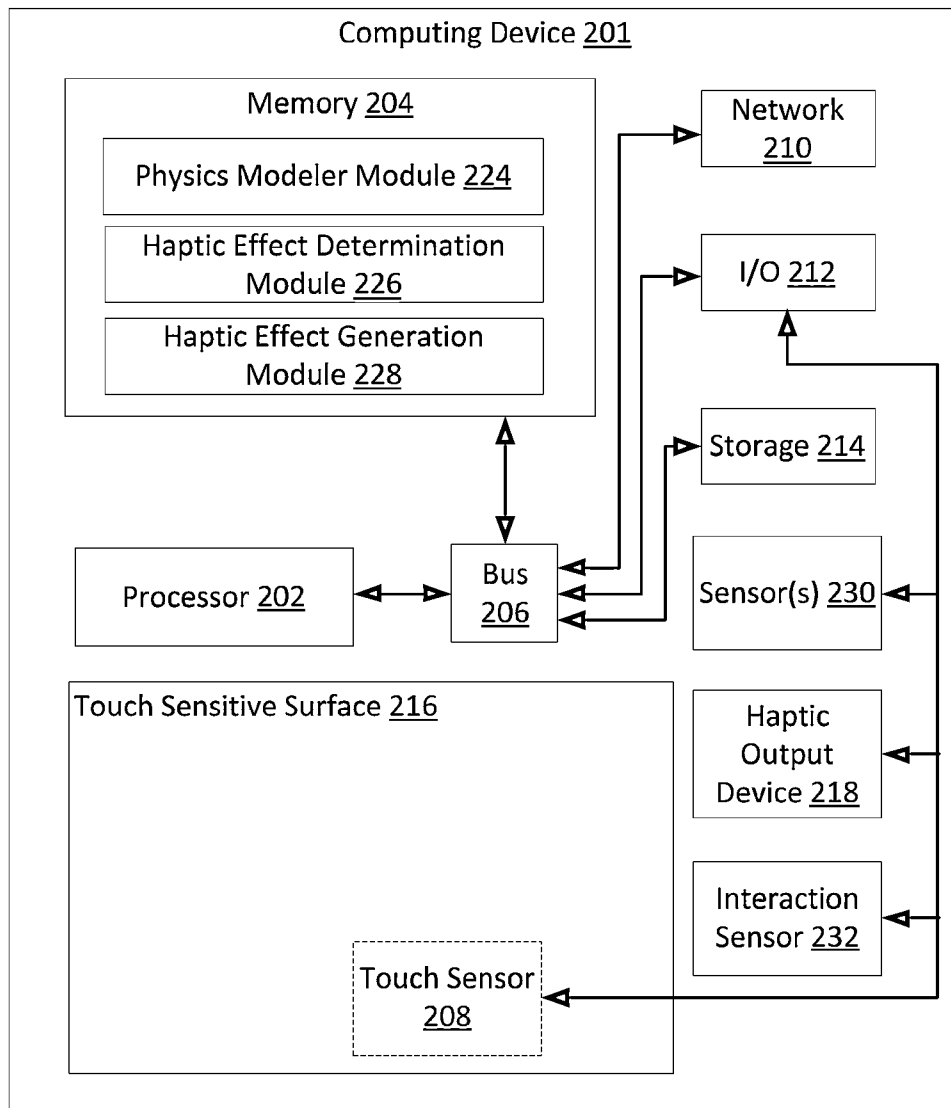 Computing Device 201
Memory 204
Physics Modeler Module 224
Haptic Effect Determination
Module 226
Haptic Effect Generation
Module 228
Network
210
I/O 212
Storage 214
Processor 202
Bus
206
Sensor(s) 230
Touch Sensitive Surface 216
Haptic
Output
Device 218
Interaction
Sensor 232
Touch Sensor
208